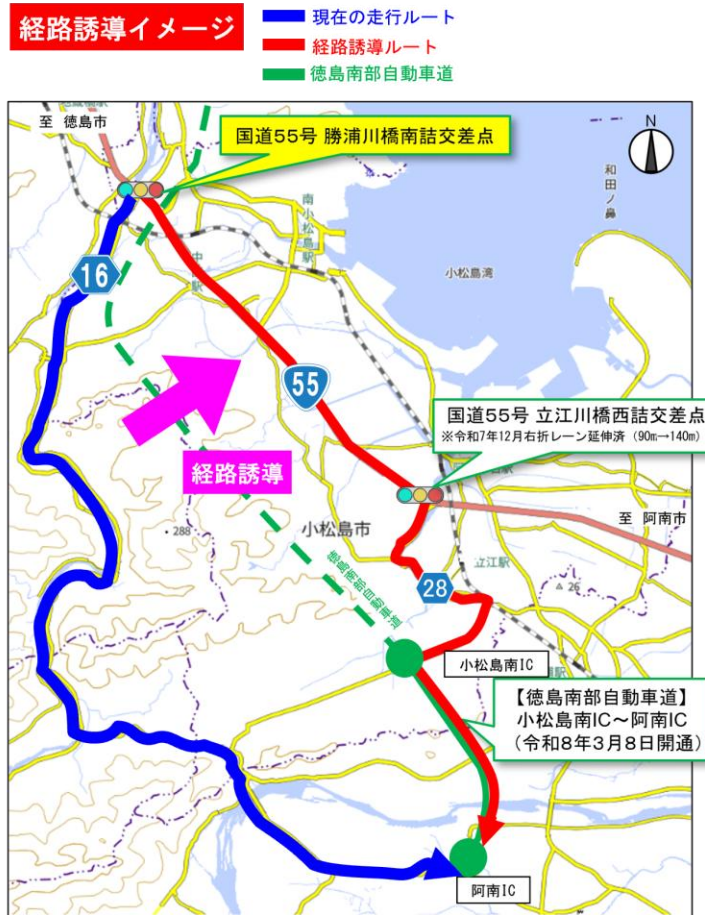 経路誘導イメージ
現在の走行ルート
経路誘導ルート
徳島南部自動車道
至 徳島市
国道55号 勝浦川橋南詰交差点
N
和田ノ鼻
南小松島駅
小松島湾
16
55
国道55号 立江川橋西詰交差点
※令和7年12月右折レーン延伸済（90m→140m）
経路誘導
288
小松島市
至 阿南市
立江駅
徳島南部自動車道
28
26
小松島南IC
【徳島南部自動車道】
小松島南IC～阿南IC
（令和8年3月8日開通）
阿南IC